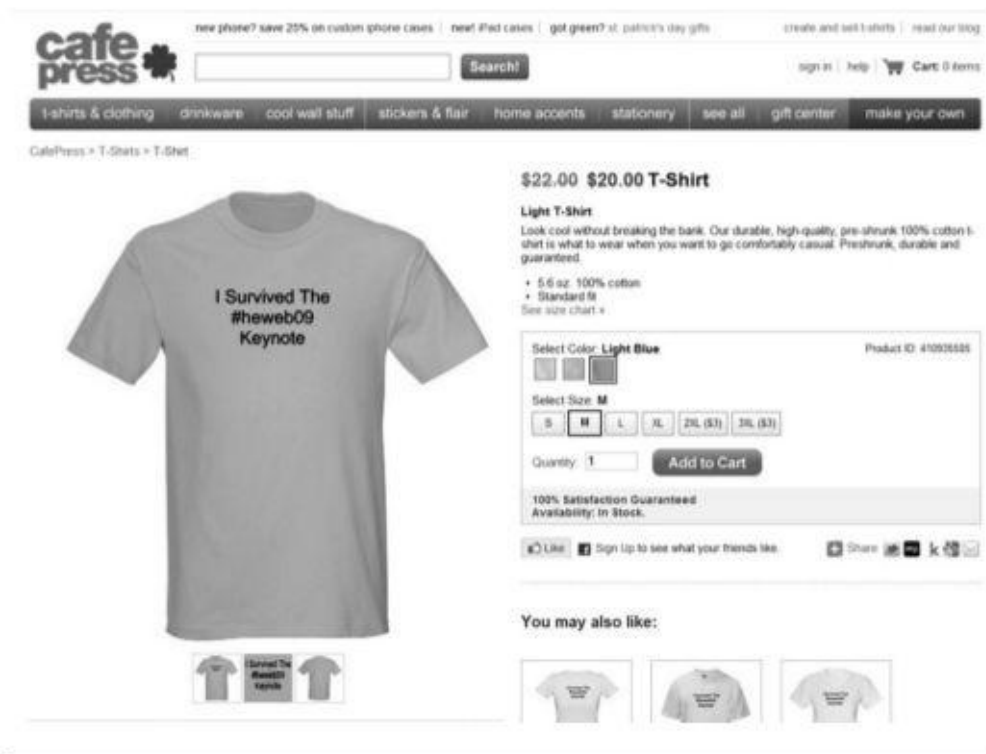 new phone? save 25% on custom iphone cases | new! iPad cases | got green? st. patrick's day gifts
create and sell t-shirts | read our blog
cafe
press
Search!
sign in | help | Cart: 0 items
t-shirts & clothing drinkware cool wall stuff stickers & flair home accents stationery see all gift center make your own
CafePress > T-Shirts > T-Shirt
$22.00 $20.00 T-Shirt
Light T-Shirt
Look cool without breaking the bank. Our durable, high-quality, pre-shrunk 100% cotton t-
shirt is what to wear when you want to go comfortably casual. Preshrunk, durable and
guaranteed.
• 5.6 oz. 100% cotton
• Standard fit
See size chart »
I Survived The
#heweb09
Keynote
Select Color: Light Blue
Product ID: 410935585
Select Size: M
S M L XL 2XL ($3) 3XL ($3)
Quantity: 1 Add to Cart
100% Satisfaction Guaranteed
Availability: In Stock.
Like Sign Up to see what your friends like.
Share
I Survived The
#heweb09
Keynote
You may also like: